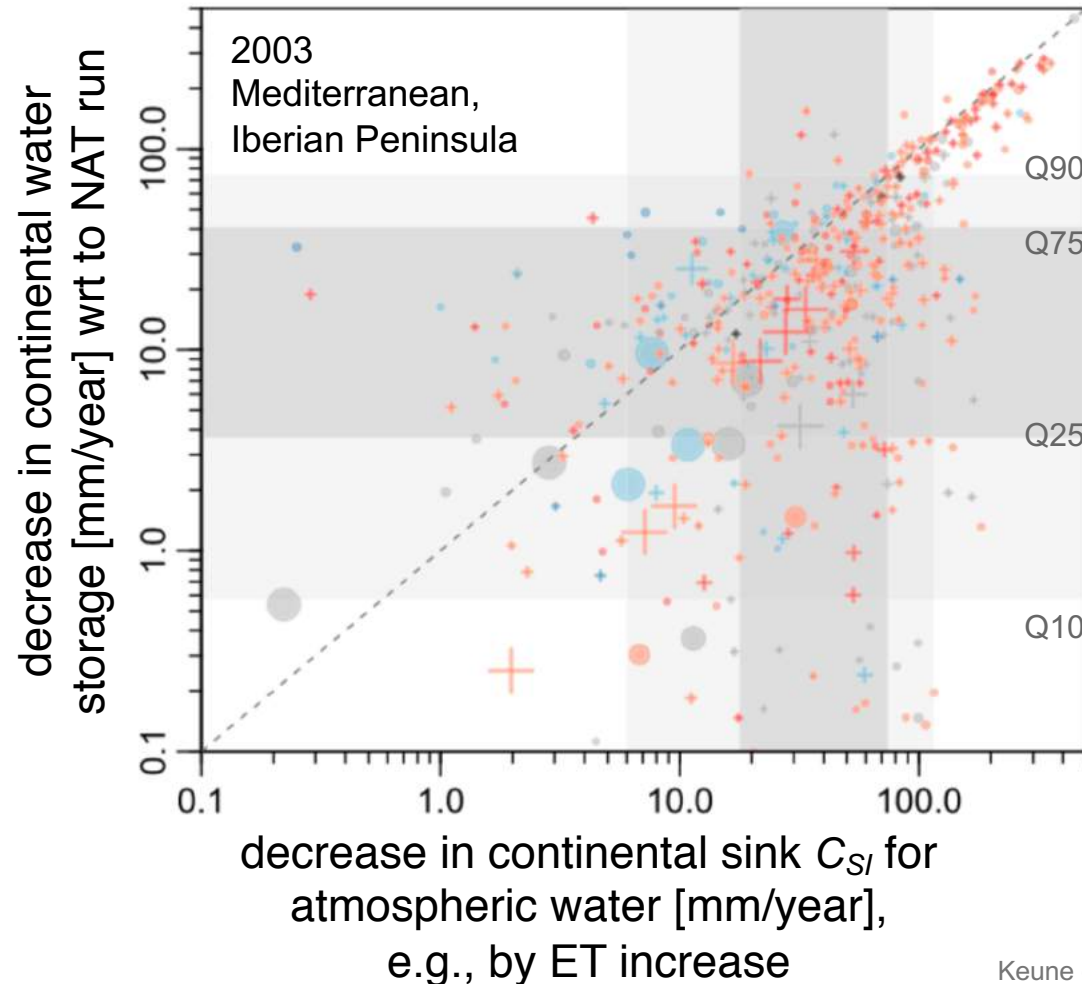 2003
Mediterranean,
Iberian Peninsula
decrease in continental water
storage [mm/year] wrt to NAT run
100.0
10.0
1.0
0.1
Q90
Q75
Q25
Q10
0.1 1.0 10.0 100.0
decrease in continental sink C_SI for
atmospheric water [mm/year],
e.g., by ET increase
Keune